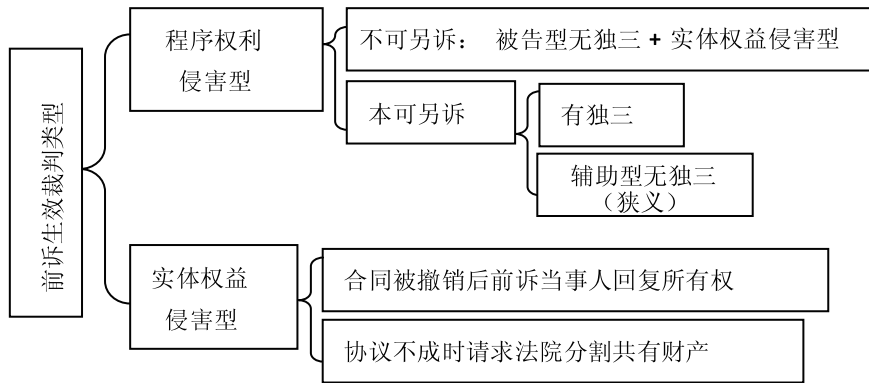 前诉生效裁判类型
程序权利
侵害型
不可另诉： 被告型无独三 + 实体权益侵害型
本可另诉
有独三
辅助型无独三
（狭义）
实体权益
侵害型
合同被撤销后前诉当事人回复所有权
协议不成时请求法院分割共有财产